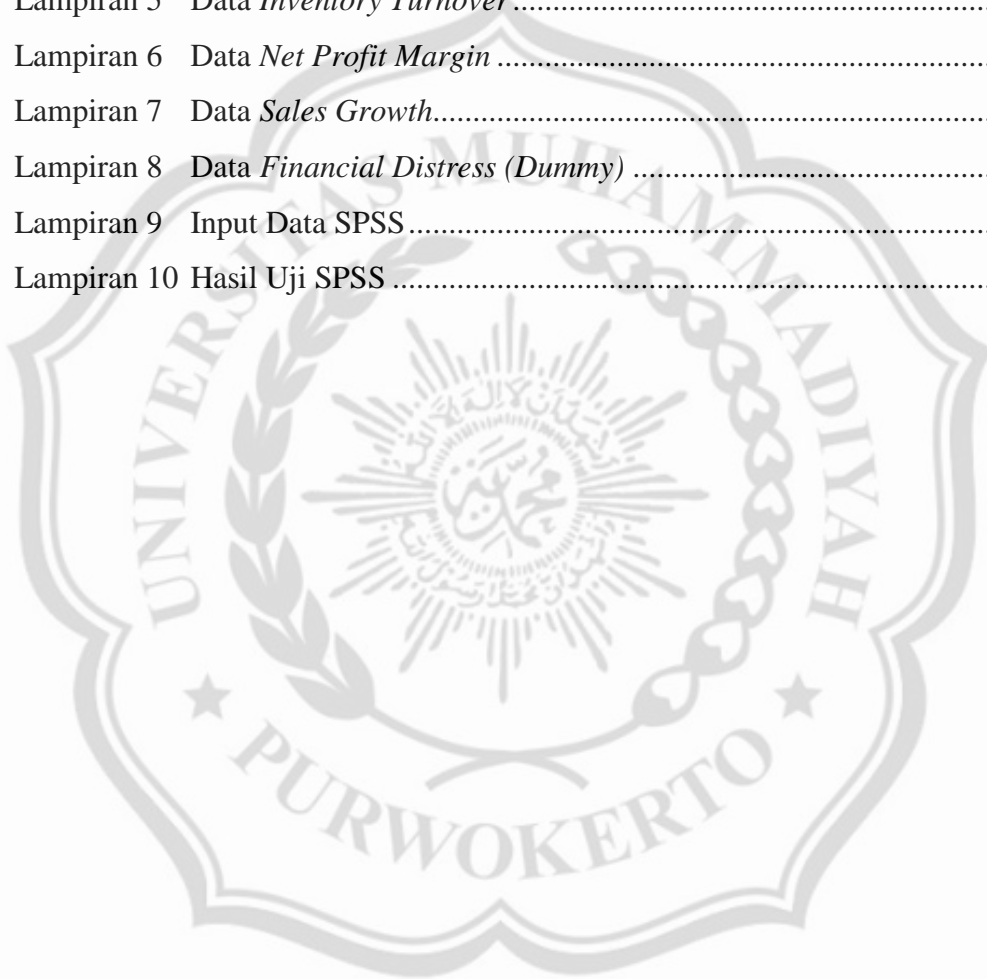 Lampiran 5 Data Inventory Turnover........................................................
Lampiran 6 Data Net Profit Margin ........................................................
Lampiran 7 Data Sales Growth........................................................
Lampiran 8 Data Financial Distress (Dummy) ........................................................
Lampiran 9 Input Data SPSS........................................................
Lampiran 10 Hasil Uji SPSS ........................................................
UNIVERSITAS MUHAMMADIYAH
PURWOKERTO